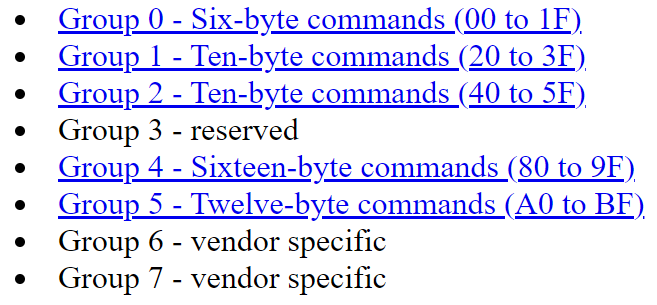 Group 0 - Six-byte commands (00 to 1F)
Group 1 - Ten-byte commands (20 to 3F)
Group 2 - Ten-byte commands (40 to 5F)
Group 3 - reserved
Group 4 - Sixteen-byte commands (80 to 9F)
Group 5 - Twelve-byte commands (A0 to BF)
Group 6 - vendor specific
Group 7 - vendor specific